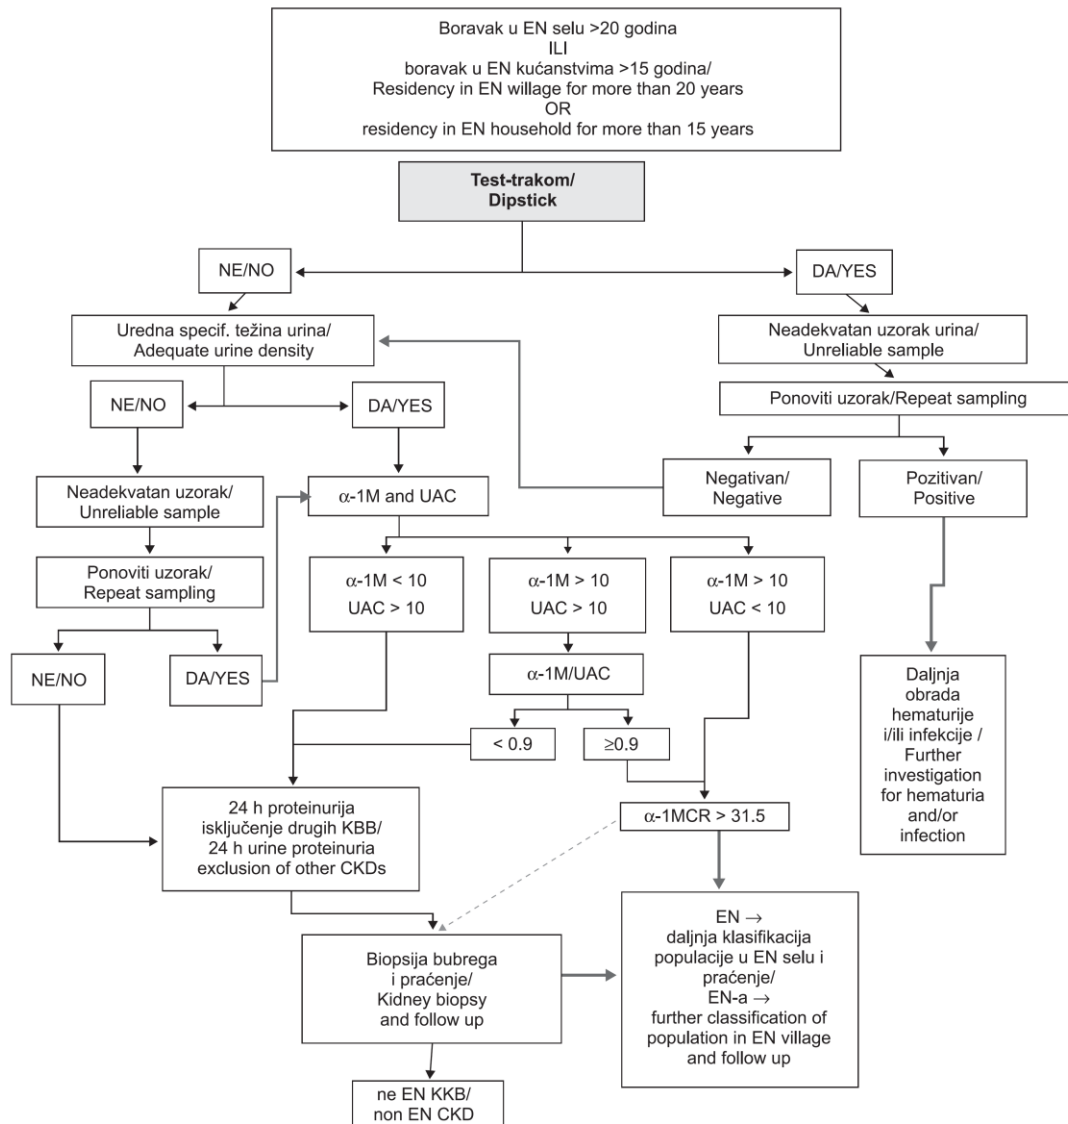 Boravak u EN selu >20 godina
ILI
boravak u EN kućanstvima >15 godina/
Residency in EN willage for more than 20 years
OR
residency in EN household for more than 15 years
Test-trakom/
Dipstick
NE/NO
DA/YES
Uredna specif. težina urina/
Adequate urine density
Neadekvatan uzorak urina/
Unreliable sample
NE/NO
DA/YES
Ponoviti uzorak/Repeat sampling
Negativan/
Negative
Pozitivan/
Positive
Neadekvatan uzorak/
Unreliable sample
α-1M and UAC
Ponoviti uzorak/
Repeat sampling
α-1M < 10
UAC > 10
α-1M > 10
UAC > 10
α-1M > 10
UAC < 10
NE/NO
DA/YES
α-1M/UAC
Daljnja
obrada
hematurije
i/ili infekcije /
Further
investigation
for hematuria
and/or
infection
< 0.9
≥0.9
24 h proteinurija
isključenje drugih KBB/
24 h urine proteinuria
exclusion of other CKDs
α-1MCR > 31.5
Biopsija bubrega
i praćenje/
Kidney biopsy
and follow up
EN →
daljnja klasifikacija
populacije u EN selu i
praćenje/
EN-a →
further classification of
population in EN village
and follow up
ne EN KKB/
non EN CKD